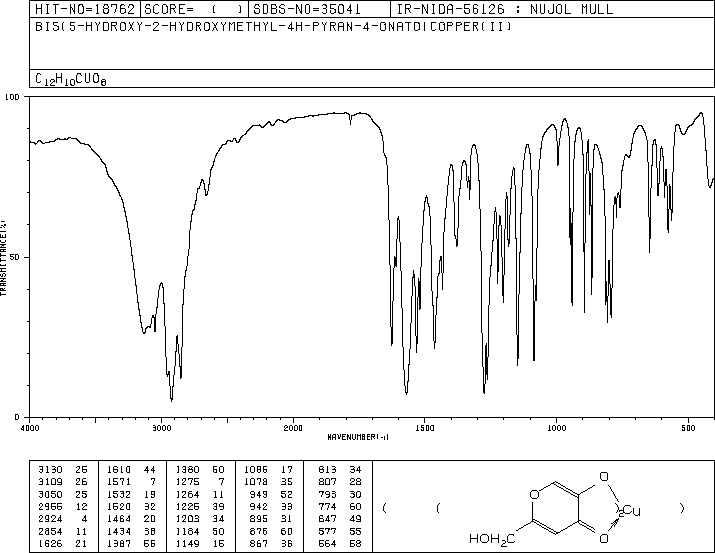 HIT-NO=18762 SCORE= ( ) SDBS-NO=35041 IR-NIDA-56126 : NUJOL MULL
BIS(5-HYDROXY-2-HYDROXYMETHYL-4H-PYRAN-4-ONATO)COPPER(II)
C12H10CUO8
100
50
0
TRANSMITTANCE(%)
4000 3000 2000 1500 1000 500
WAVENUMBER(-1)
3130 25 1610 44 1380 50 1085 17 813 34
3109 26 1571 7 1275 7 1078 35 807 28
3050 25 1532 19 1264 11 949 52 793 30
2955 12 1520 32 1225 39 942 33 774 60
2924 4 1464 20 1203 34 895 31 647 49
2854 11 1434 38 1184 50 876 60 577 55
1626 21 1387 55 1149 15 867 36 564 58
( ( O O 2 Cu )
HOH2C O